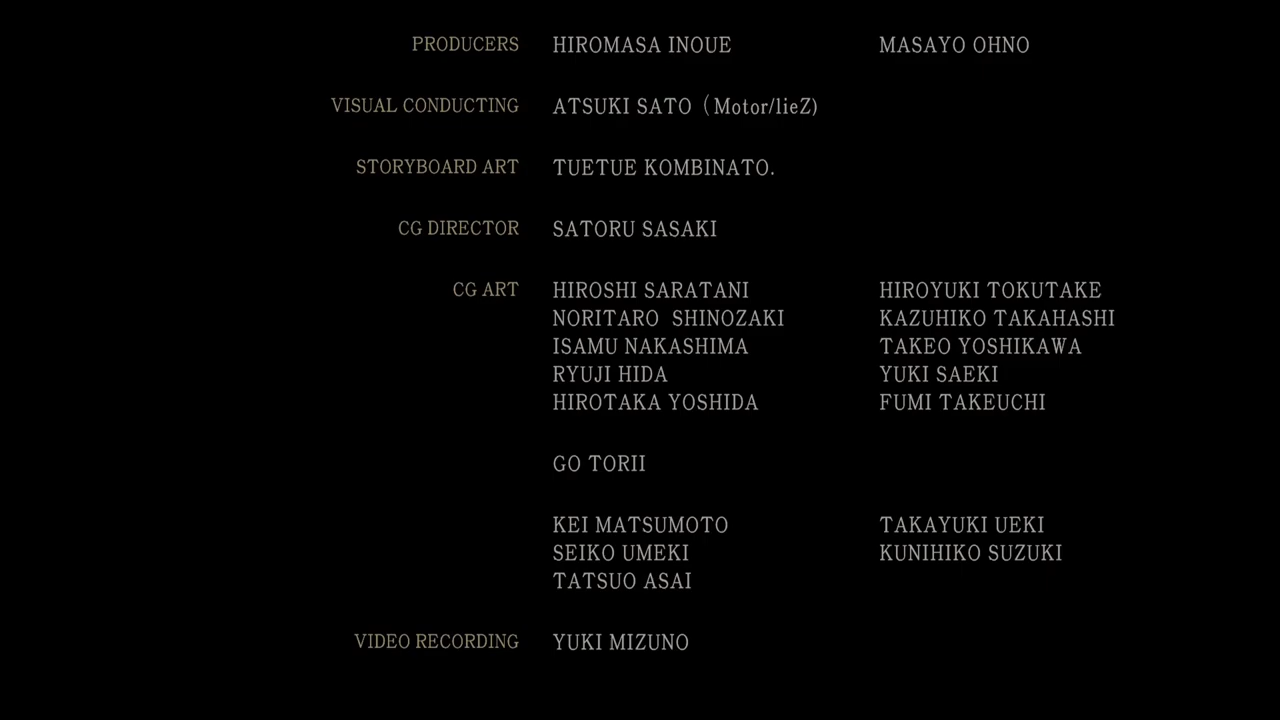 PRODUCERS HIROMASA INOUE MASAYO OHNO
VISUAL CONDUCTING ATSUKI SATO（Motor/lieZ)
STORYBOARD ART TUETUE KOMBINATO.
CG DIRECTOR SATORU SASAKI
CG ART HIROSHI SARATANI HIROYUKI TOKUTAKE
NORITARO SHINOZAKI KAZUHIKO TAKAHASHI
ISAMU NAKASHIMA TAKEO YOSHIKAWA
RYUJI HIDA YUKI SAEKI
HIROTAKA YOSHIDA FUMI TAKEUCHI
GO TORII
KEI MATSUMOTO TAKAYUKI UEKI
SEIKO UMEKI KUNIHIKO SUZUKI
TATSUO ASAI
VIDEO RECORDING YUKI MIZUNO